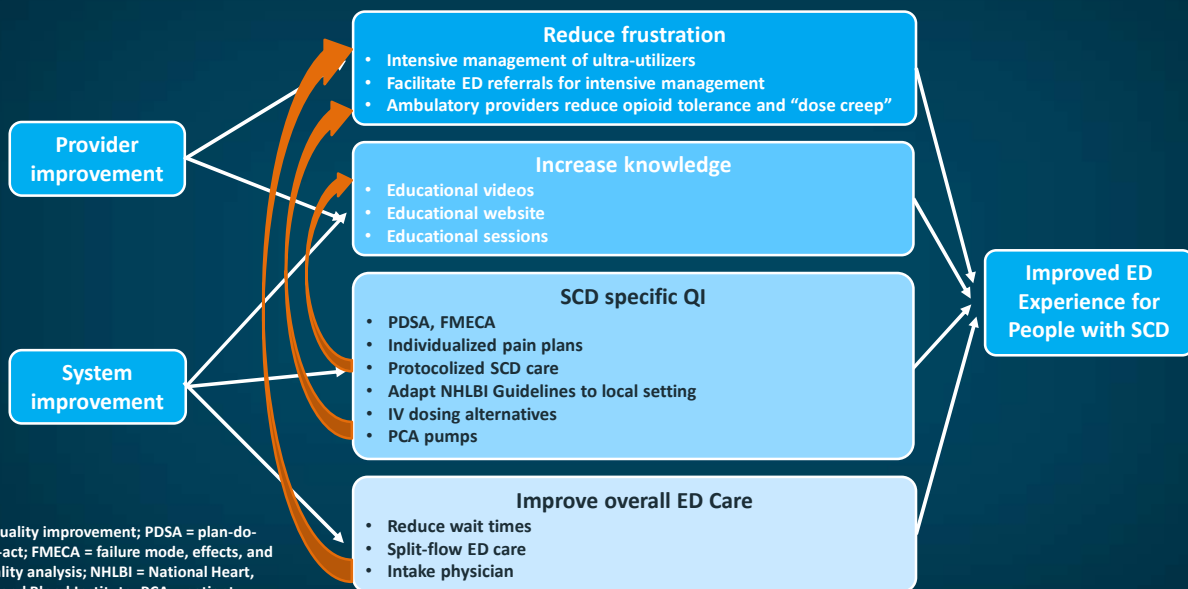 Reduce frustration
• Intensive management of ultra-utilizers
• Facilitate ED referrals for intensive management
• Ambulatory providers reduce opioid tolerance and “dose creep”
Provider
improvement
Increase knowledge
• Educational videos
• Educational website
• Educational sessions
SCD specific QI
• PDSA, FMECA
• Individualized pain plans
• Protocolized SCD care
• Adapt NHLBI Guidelines to local setting
• IV dosing alternatives
• PCA pumps
Improved ED
Experience for
People with SCD
System
improvement
Improve overall ED Care
• Reduce wait times
• Split-flow ED care
• Intake physician
uality improvement; PDSA = plan-do-
-act; FMECA = failure mode, effects, and
ality analysis; NHLBI = National Heart,